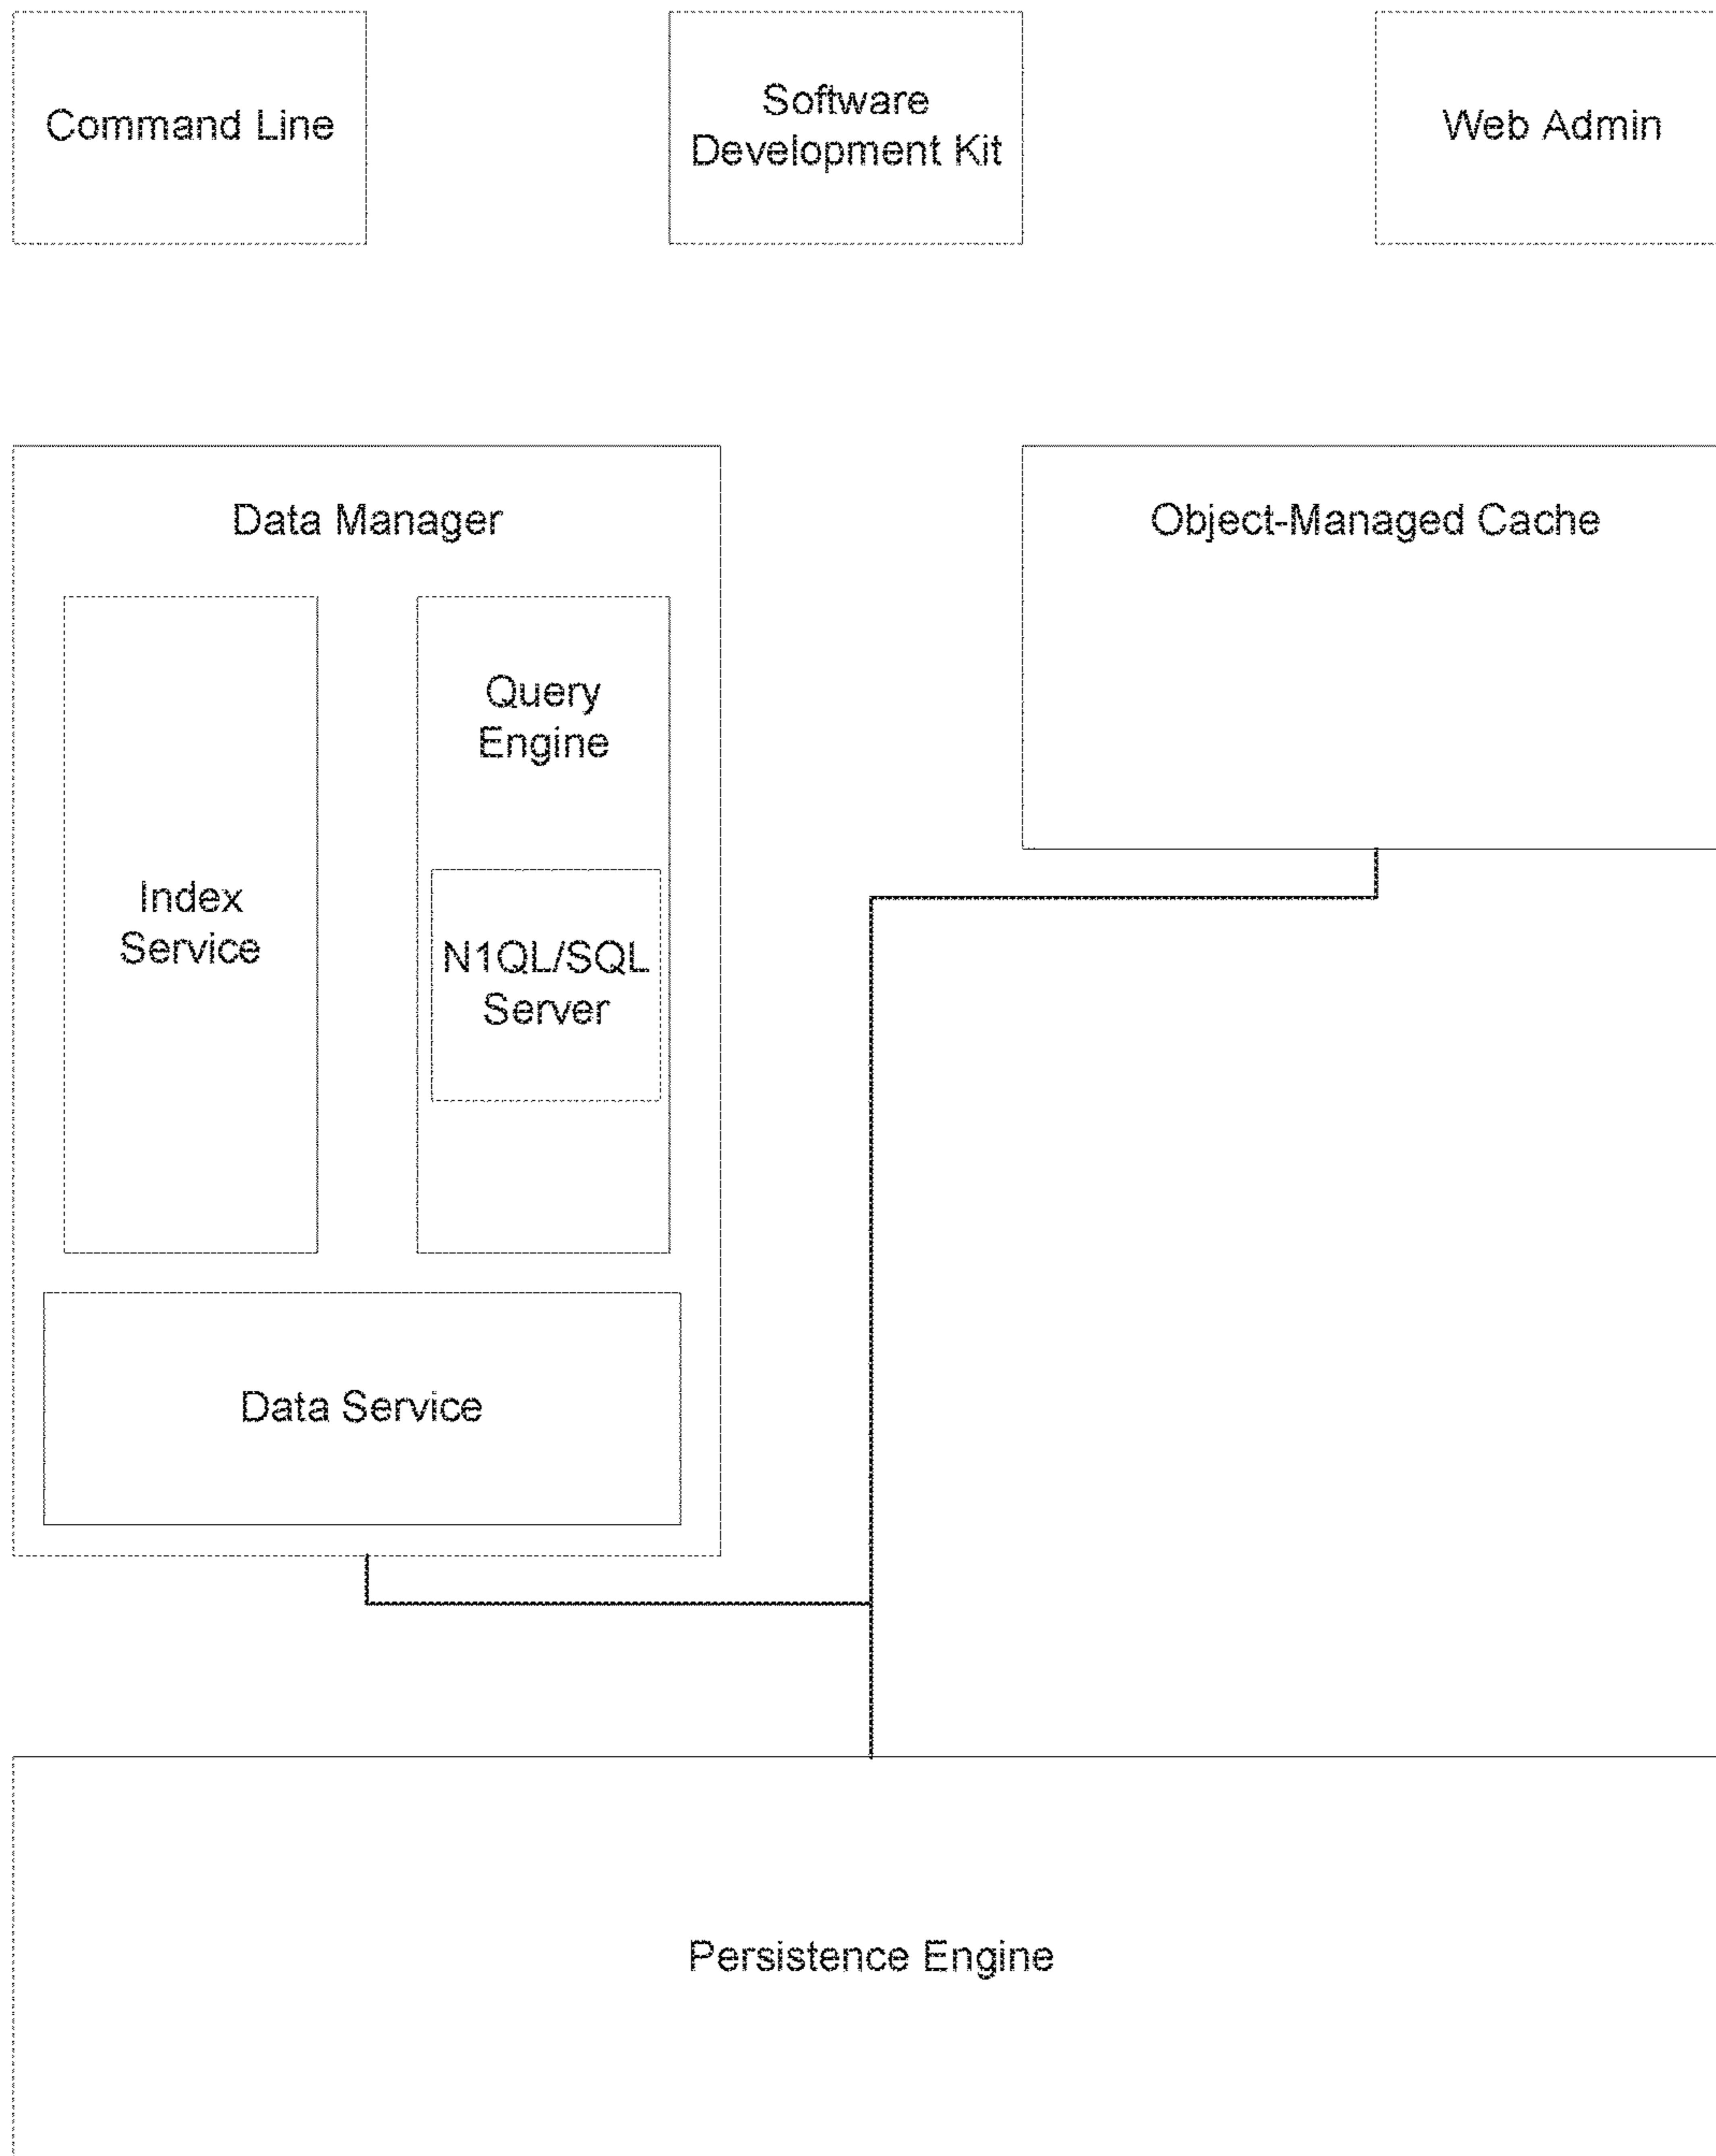 Command Line
Software
Development Kit
Web Admin
Data Manager
Object-Managed Cache
Query
Engine
Index
Service
N1QL/SQL
Server
Data Service
Persistence Engine